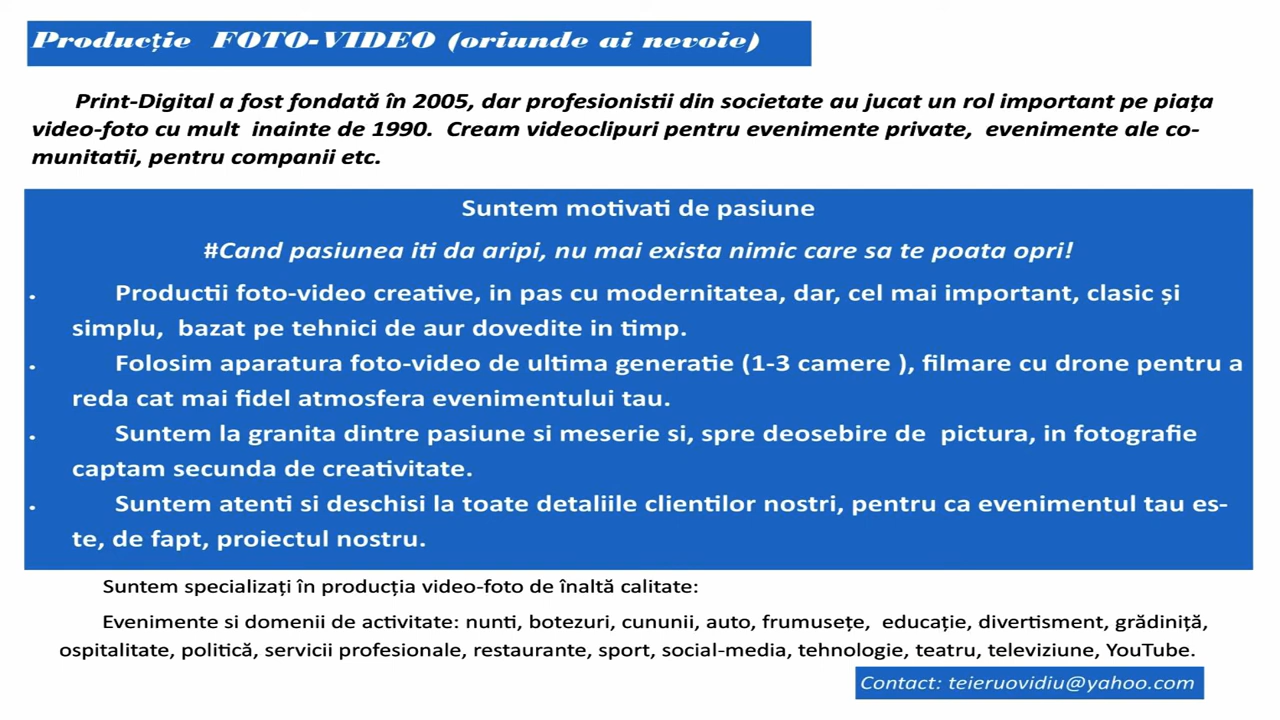 Producție FOTO-VIDEO (oriunde ai nevoie)
Print-Digital a fost fondată în 2005, dar profesionistii din societate au jucat un rol important pe piața
video-foto cu mult inainte de 1990. Cream videoclipuri pentru evenimente private, evenimente ale co-
munitatii, pentru companii etc.
Suntem motivati de pasiune
#Cand pasiunea iti da aripi, nu mai exista nimic care sa te poata opri!
• Productii foto-video creative, in pas cu modernitatea, dar, cel mai important, clasic și
simplu, bazat pe tehnici de aur dovedite in timp.
• Folosim aparatura foto-video de ultima generatie (1-3 camere ), filmare cu drone pentru a
reda cat mai fidel atmosfera evenimentului tau.
• Suntem la granita dintre pasiune si meserie si, spre deosebire de pictura, in fotografie
captam secunda de creativitate.
• Suntem atenti si deschisi la toate detaliile clientilor nostri, pentru ca evenimentul tau es-
te, de fapt, proiectul nostru.
Suntem specializați în producția video-foto de înaltă calitate:
Evenimente si domenii de activitate: nunti, botezuri, cununii, auto, frumusețe, educație, divertisment, grădiniță,
ospitalitate, politică, servicii profesionale, restaurante, sport, social-media, tehnologie, teatru, televiziune, YouTube.
Contact: teieruovidiu@yahoo.com